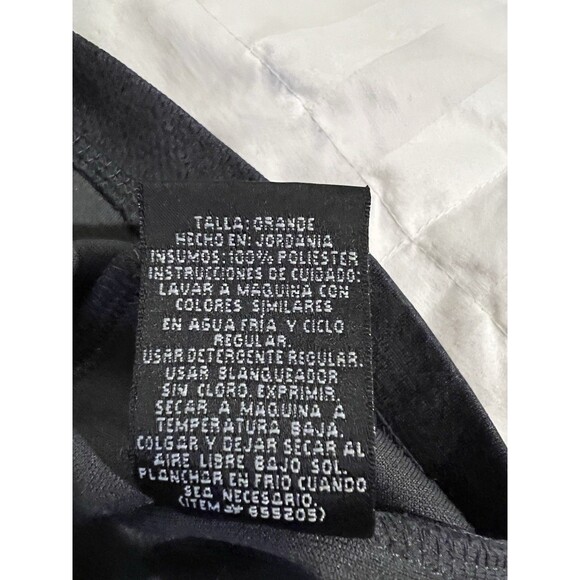 TALLA: GRANDE
HECHO EN: JORDANIA
INSUMOS: 100% POLIESTER
INSTRUCCIONES DE CUIDADO:
LAVAR A MAQUINA CON
COLORES SIMILARES
EN AGUA FRÍA Y CICLO
REGULAR.
USAR DETERGENTE REGULAR.
USAR BLANQUEADOR
SIN CLORO. EXPRIMIR.
SECAR A MAQUINA A
TEMPERATURA BAJA.
COLGAR Y DEJAR SECAR AL
AIRE LIBRE BAJO SOL.
PLANCHAR EN FRIO CUANDO
SEA NECESARIO.
(ITEM # 655205)